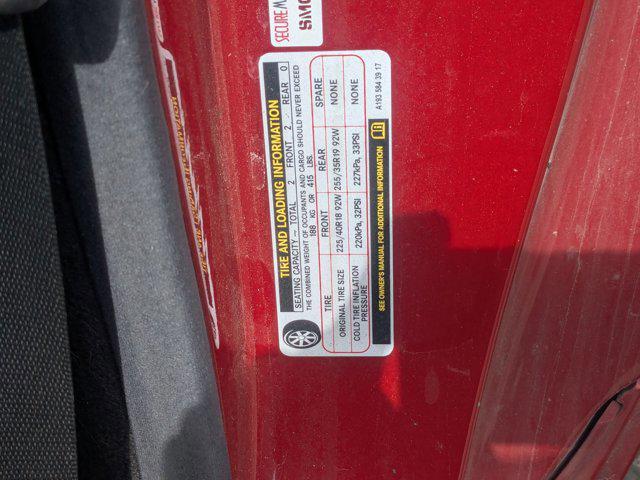 SECURE
SMO
TIRE AND LOADING INFORMATION
SEATING CAPACITY – TOTAL 2 FRONT 2 REAR 0
THE COMBINED WEIGHT OF OCCUPANTS AND CARGO SHOULD NEVER EXCEED
188 KG OR 415 LBS.
TIRE FRONT REAR SPARE
ORIGINAL TIRE SIZE 225/40R18 92W 255/35R19 92W NONE
COLD TIRE INFLATION PRESSURE 220kPa, 32PSI 227kPa, 33PSI NONE
SEE OWNER'S MANUAL FOR ADDITIONAL INFORMATION
A193 584 39 17